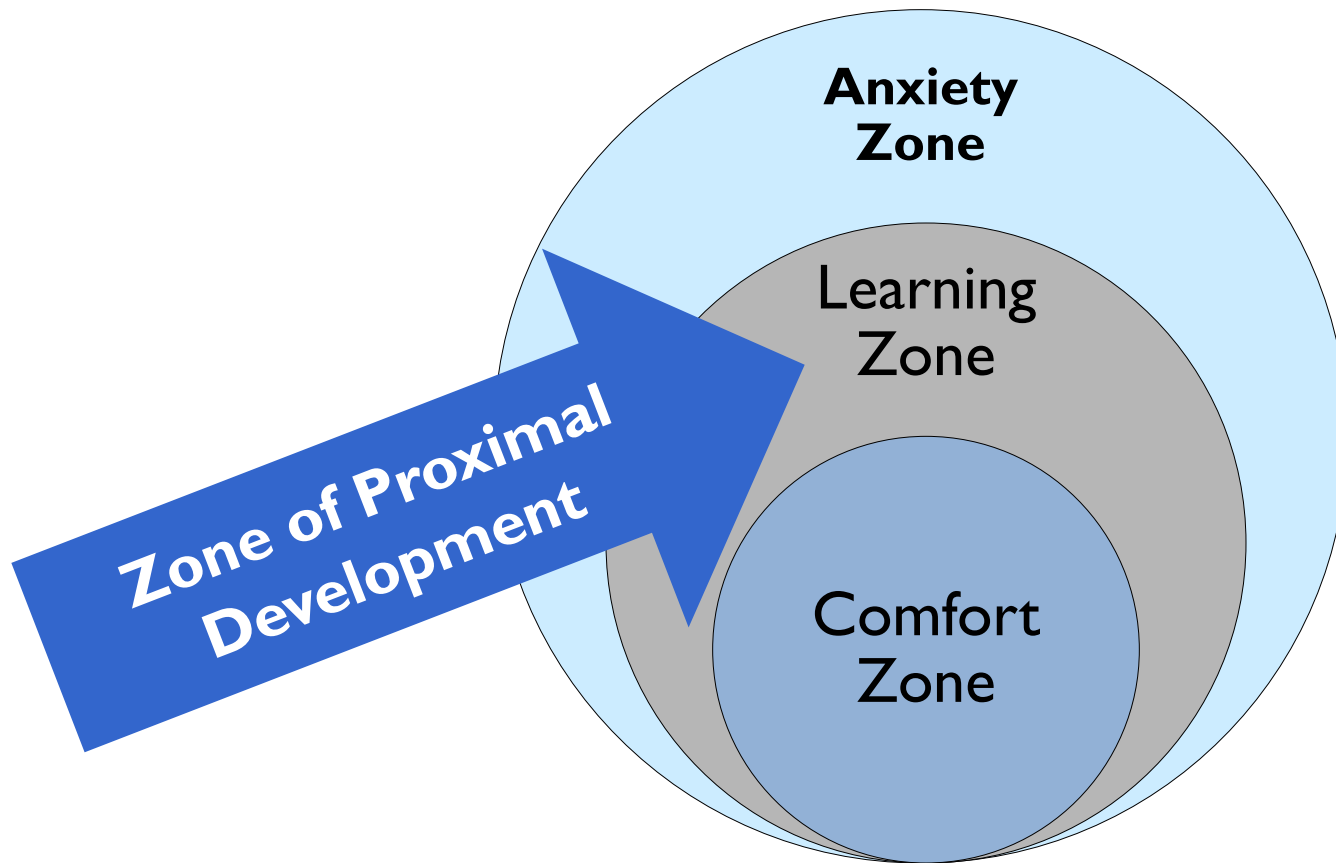 Anxiety
Zone
Learning
Zone
Zone of Proximal
Development
Comfort
Zone